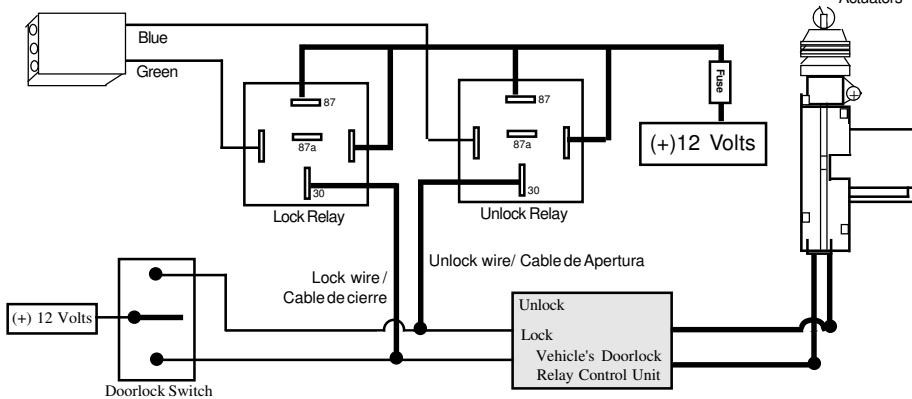 Actuators
Blue
Green
87
87a
30
Lock Relay
87
87a
30
Unlock Relay
Fuse
(+)12 Volts
Lock wire /
Cable de cierre
Unlock wire/ Cable de Apertura
(+) 12 Volts
Doorlock Switch
Unlock
Lock
Vehicle's Doorlock
Relay Control Unit